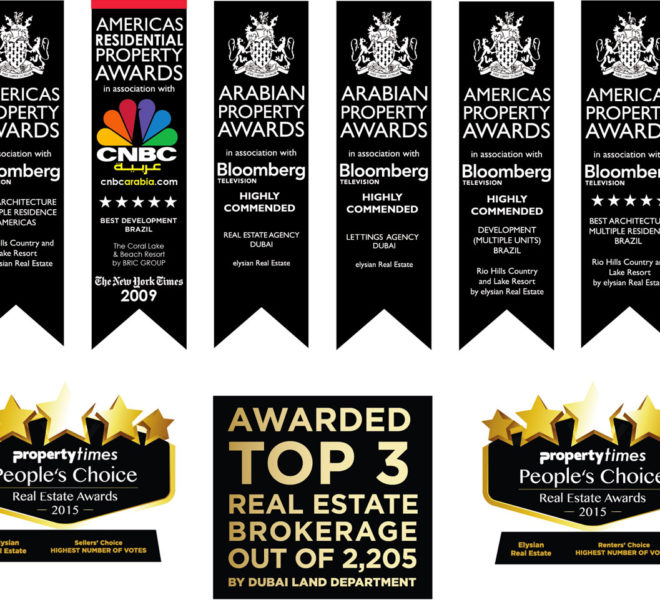 MERICAS
PROPERTY
AWARDS
in association with
Bloomberg
TELEVISION
ARCHITECTURE
RESIDENCE
AMERICAS
Hills Country and
Lake Resort
elysian Real Estate
AMERICAS
RESIDENTIAL
PROPERTY
AWARDS
in association with
CNBC
عربية
cnbcarabia.com
★★★★★
BEST DEVELOPMENT
BRAZIL
The Coral Lake
& Beach Resort
by BRIC GROUP
The New York Times
2009
ARABIAN
PROPERTY
AWARDS
in association with
Bloomberg
TELEVISION
HIGHLY
COMMENDED
REAL ESTATE AGENCY
DUBAI
elysian Real Estate
ARABIAN
PROPERTY
AWARDS
in association with
Bloomberg
TELEVISION
HIGHLY
COMMENDED
LETTINGS AGENCY
DUBAI
elysian Real Estate
AMERICAS
PROPERTY
AWARDS
in association with
Bloomberg
TELEVISION
HIGHLY
COMMENDED
DEVELOPMENT
(MULTIPLE UNITS)
BRAZIL
Rio Hills Country
and Lake Resort
by elysian Real Estate
AMERICAS
PROPERTY
AWARDS
in association with
Bloomberg
TELEVISION
★★★★★
BEST ARCHITECTURE
MULTIPLE RESIDENCE
BRAZIL
Rio Hills Country and
Lake Resort
by elysian Real Estate
propertytimes
People's Choice
Real Estate Awards
— 2015 —
Elysian
Real Estate
Sellers' Choice
HIGHEST NUMBER OF VOTES
AWARDED
TOP 3
REAL ESTATE
BROKERAGE
OUT OF 2,205
BY DUBAI LAND DEPARTMENT
propertytimes
People's Choice
Real Estate Awards
— 2015 —
Elysian
Real Estate
Renters' Choice
HIGHEST NUMBER OF VO